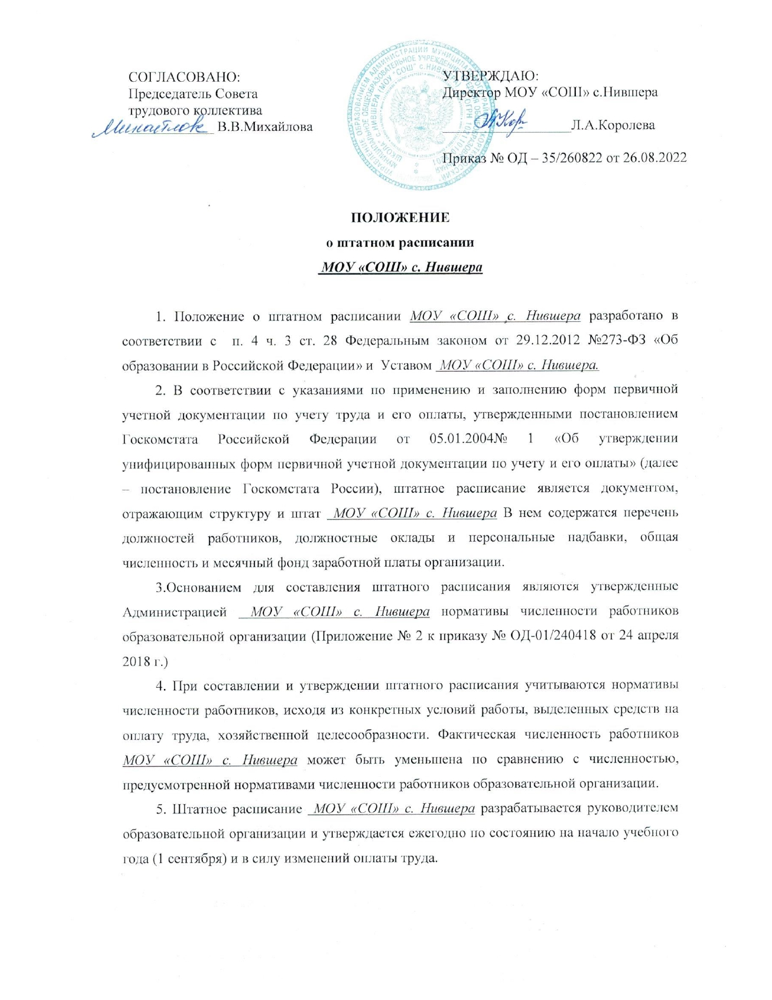 СОГЛАСОВАНО:
Председатель Совета
трудового коллектива
В.В.Михайлова
УТВЕРЖДАЮ:
Директор МОУ «СОШ» с.Нившера
Л.А.Королева
Приказ № ОД – 35/260822 от 26.08.2022
ПОЛОЖЕНИЕ
о штатном расписании
МОУ «СОШ» с. Нившера
1. Положение о штатном расписании МОУ «СОШ» с. Нившера разработано в
соответствии с п. 4 ч. 3 ст. 28 Федеральным законом от 29.12.2012 №273-ФЗ «Об
образовании в Российской Федерации» и Уставом МОУ «СОШ» с. Нившера.
2. В соответствии с указаниями по применению и заполнению форм первичной
учетной документации по учету труда и его оплаты, утвержденными постановлением
Госкомстата Российской Федерации от 05.01.2004№ 1 «Об утверждении
унифицированных форм первичной учетной документации по учету и его оплаты» (далее
– постановление Госкомстата России), штатное расписание является документом,
отражающим структуру и штат МОУ «СОШ» с. Нившера В нем содержатся перечень
должностей работников, должностные оклады и персональные надбавки, общая
численность и месячный фонд заработной платы организации.
3.Основанием для составления штатного расписания являются утвержденные
Администрацией МОУ «СОШ» с. Нившера нормативы численности работников
образовательной организации (Приложение № 2 к приказу № ОД-01/240418 от 24 апреля
2018 г.)
4. При составлении и утверждении штатного расписания учитываются нормативы
численности работников, исходя из конкретных условий работы, выделенных средств на
оплату труда, хозяйственной целесообразности. Фактическая численность работников
МОУ «СОШ» с. Нившера может быть уменьшена по сравнению с численностью,
предусмотренной нормативами численности работников образовательной организации.
5. Штатное расписание МОУ «СОШ» с. Нившера разрабатывается руководителем
образовательной организации и утверждается ежегодно по состоянию на начало учебного
года (1 сентября) и в силу изменений оплаты труда.